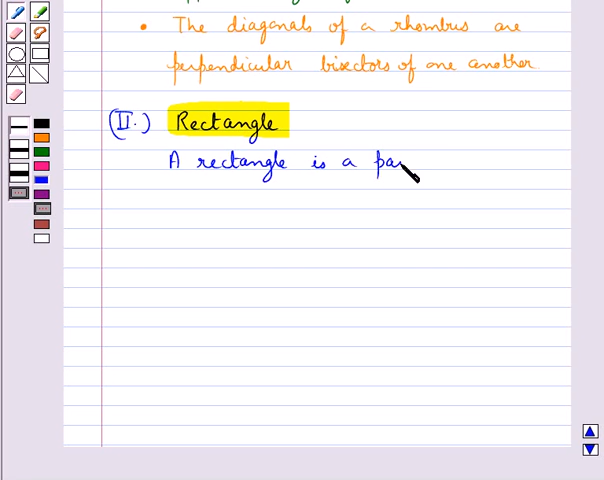 • The diagonals of a rhombus are
perpendicular bisectors of one another
(II.) Rectangle
A rectangle is a pa